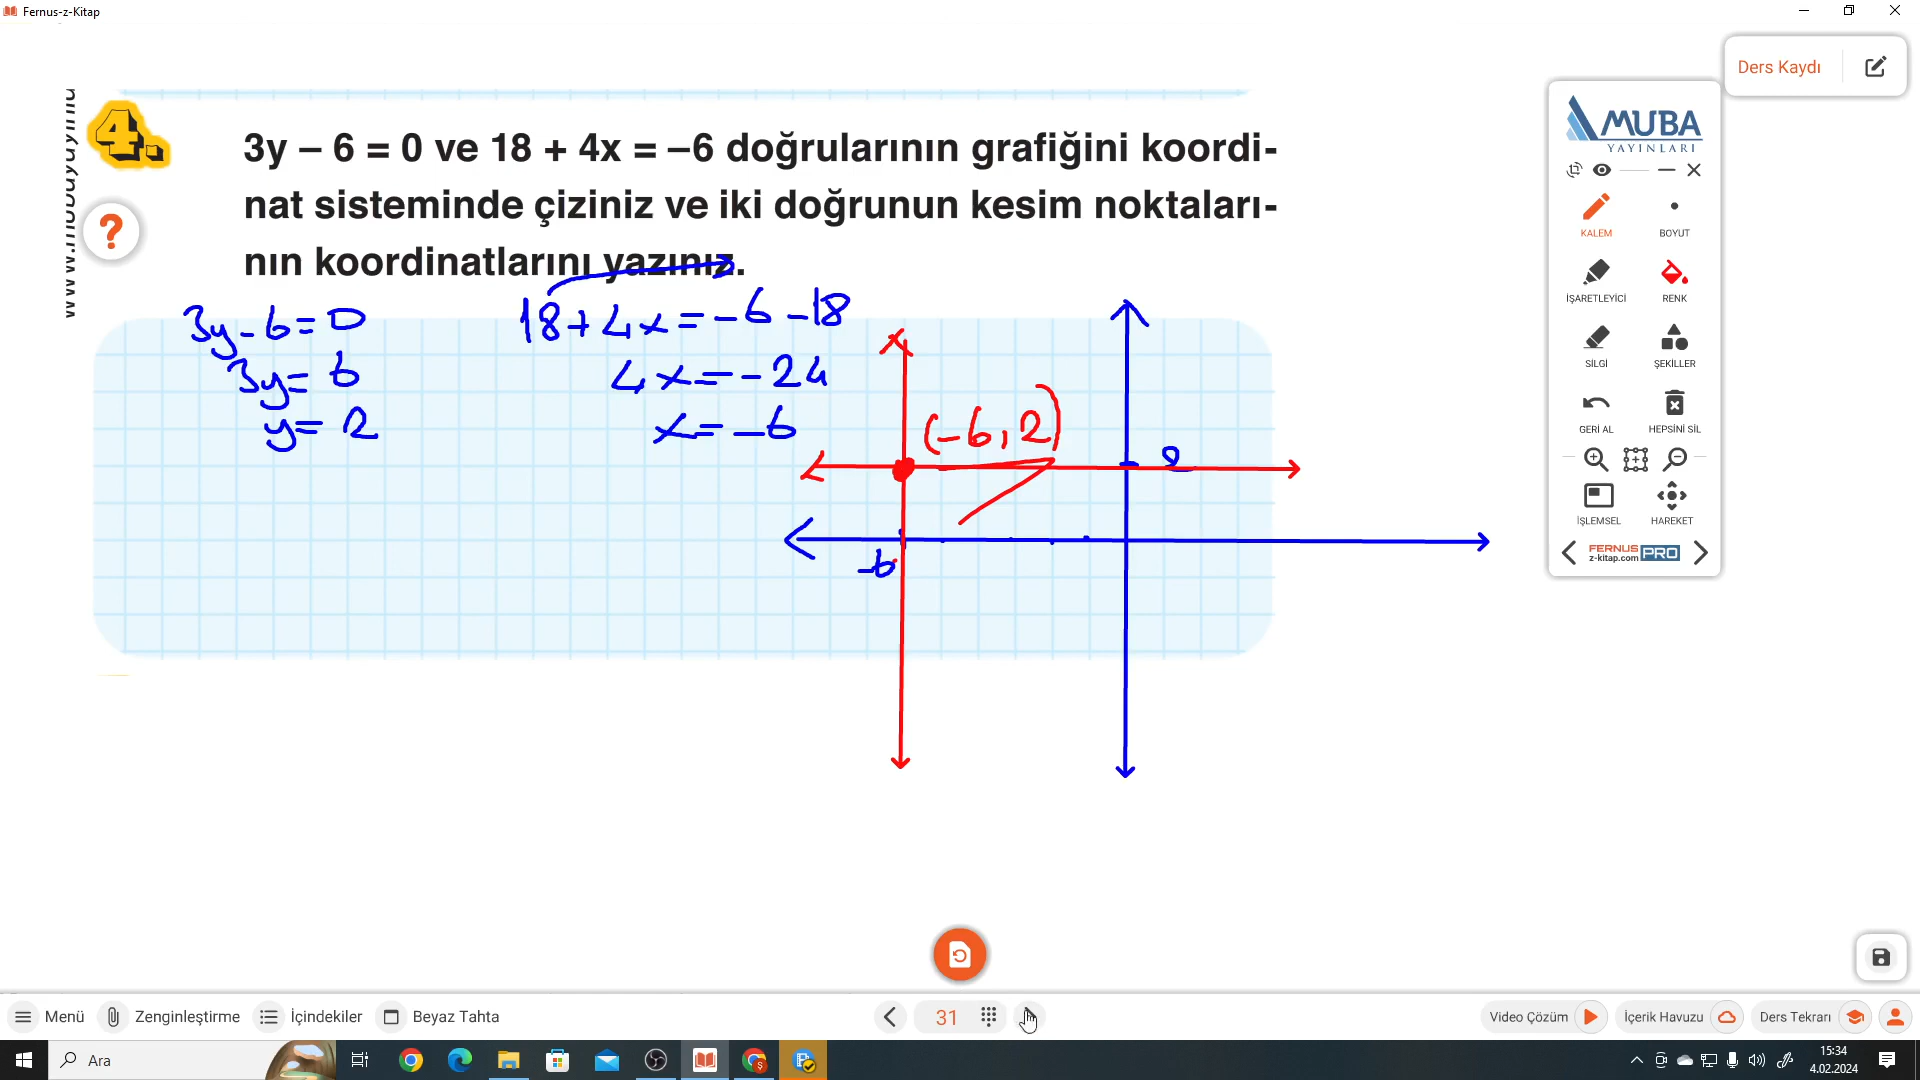 Fernus-z-Kitap
Ders Kaydı
4.
3y – 6 = 0 ve 18 + 4x = –6 doğrularının grafiğini koordi-
nat sisteminde çiziniz ve iki doğrunun kesim noktaları-
nın koordinatlarını yazınız.
?
3y - 6 = 0
3y = 6
y = 2
18 + 4x = -6 -18
4x = -24
x = -6
(-6, 2)
2
-6
MUBA
YAYINLARI
KALEM
BOYUT
İŞARETLEYİCİ
RENK
SİLGİ
ŞEKİLLER
GERİ AL
HEPSİNİ SİL
İŞLEMSEL
HAREKET
FERNUS
z-kitap.com PRO
Menü
Zenginleştirme
İçindekiler
Beyaz Tahta
31
Video Çözüm
İçerik Havuzu
Ders Tekrarı
Ara
15:34
4.02.2024